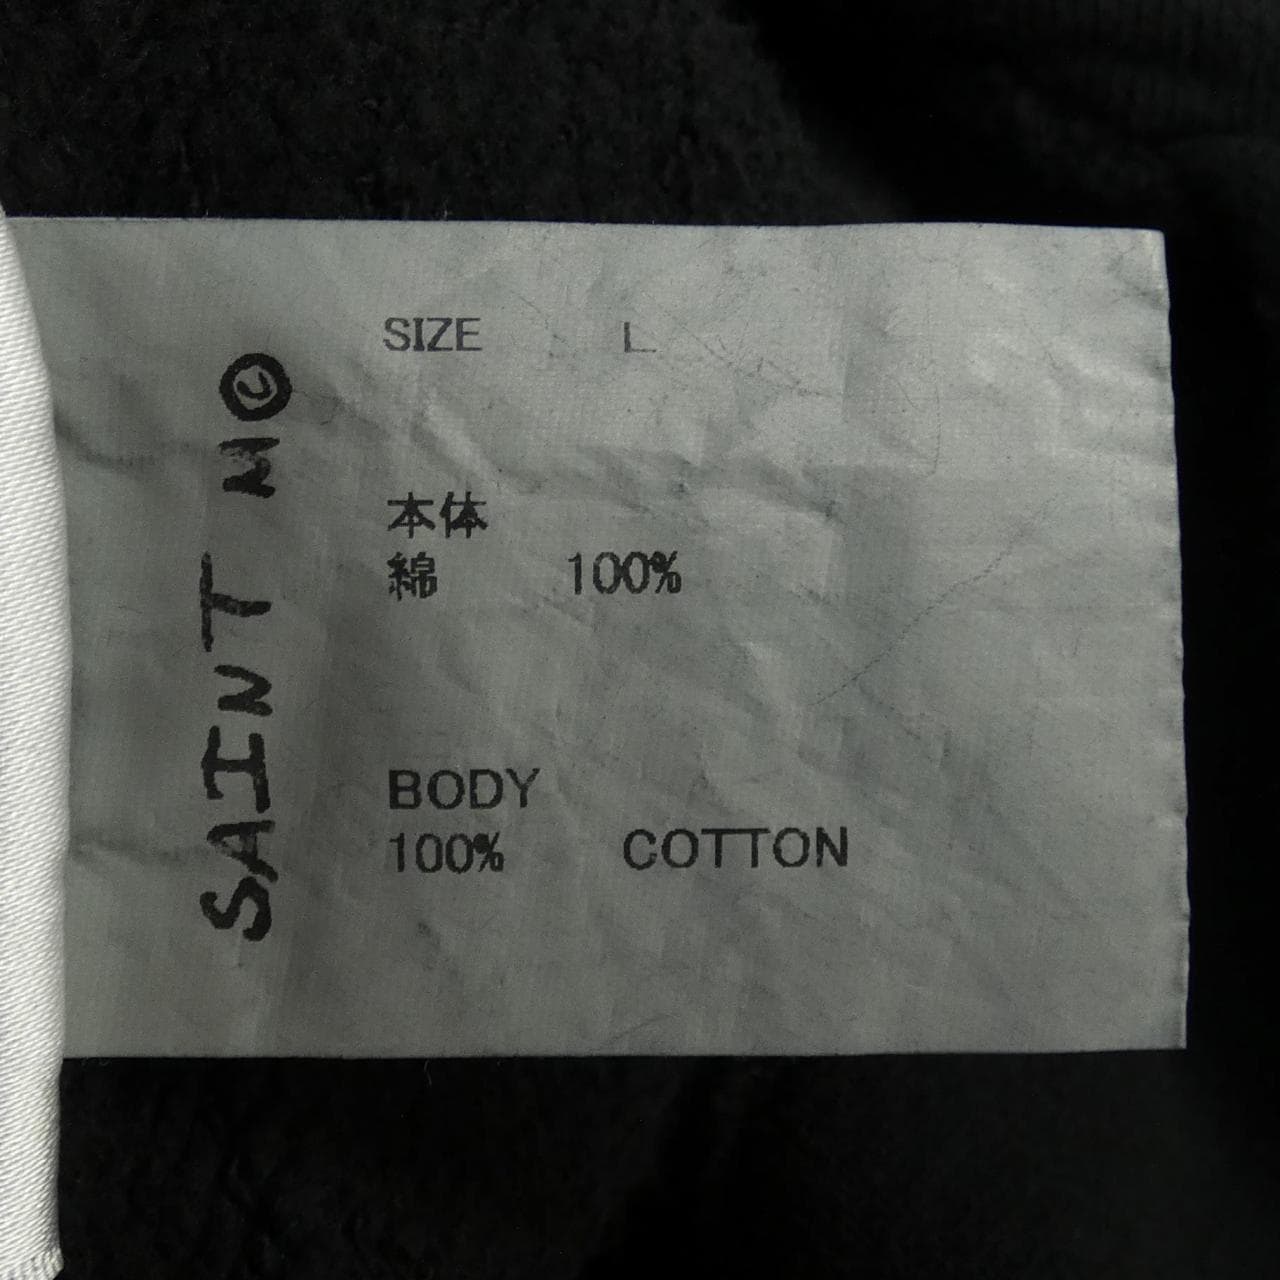 SAINT M©
SIZE L
本体
綿 100%
BODY
100% COTTON